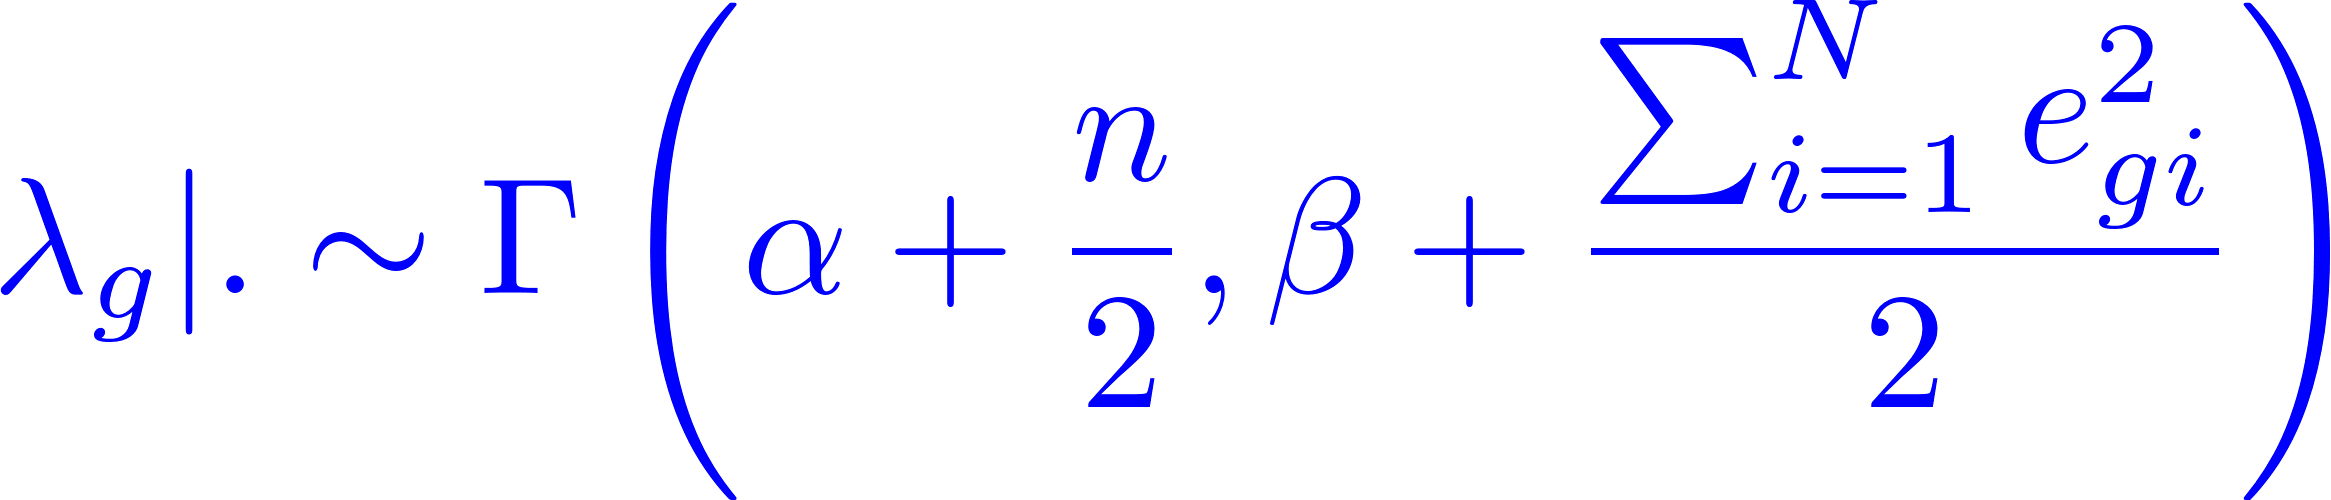 λ_g|. ∼ Γ(α + n/2, β + ∑_{i=1}^N e_{gi}^2/2)